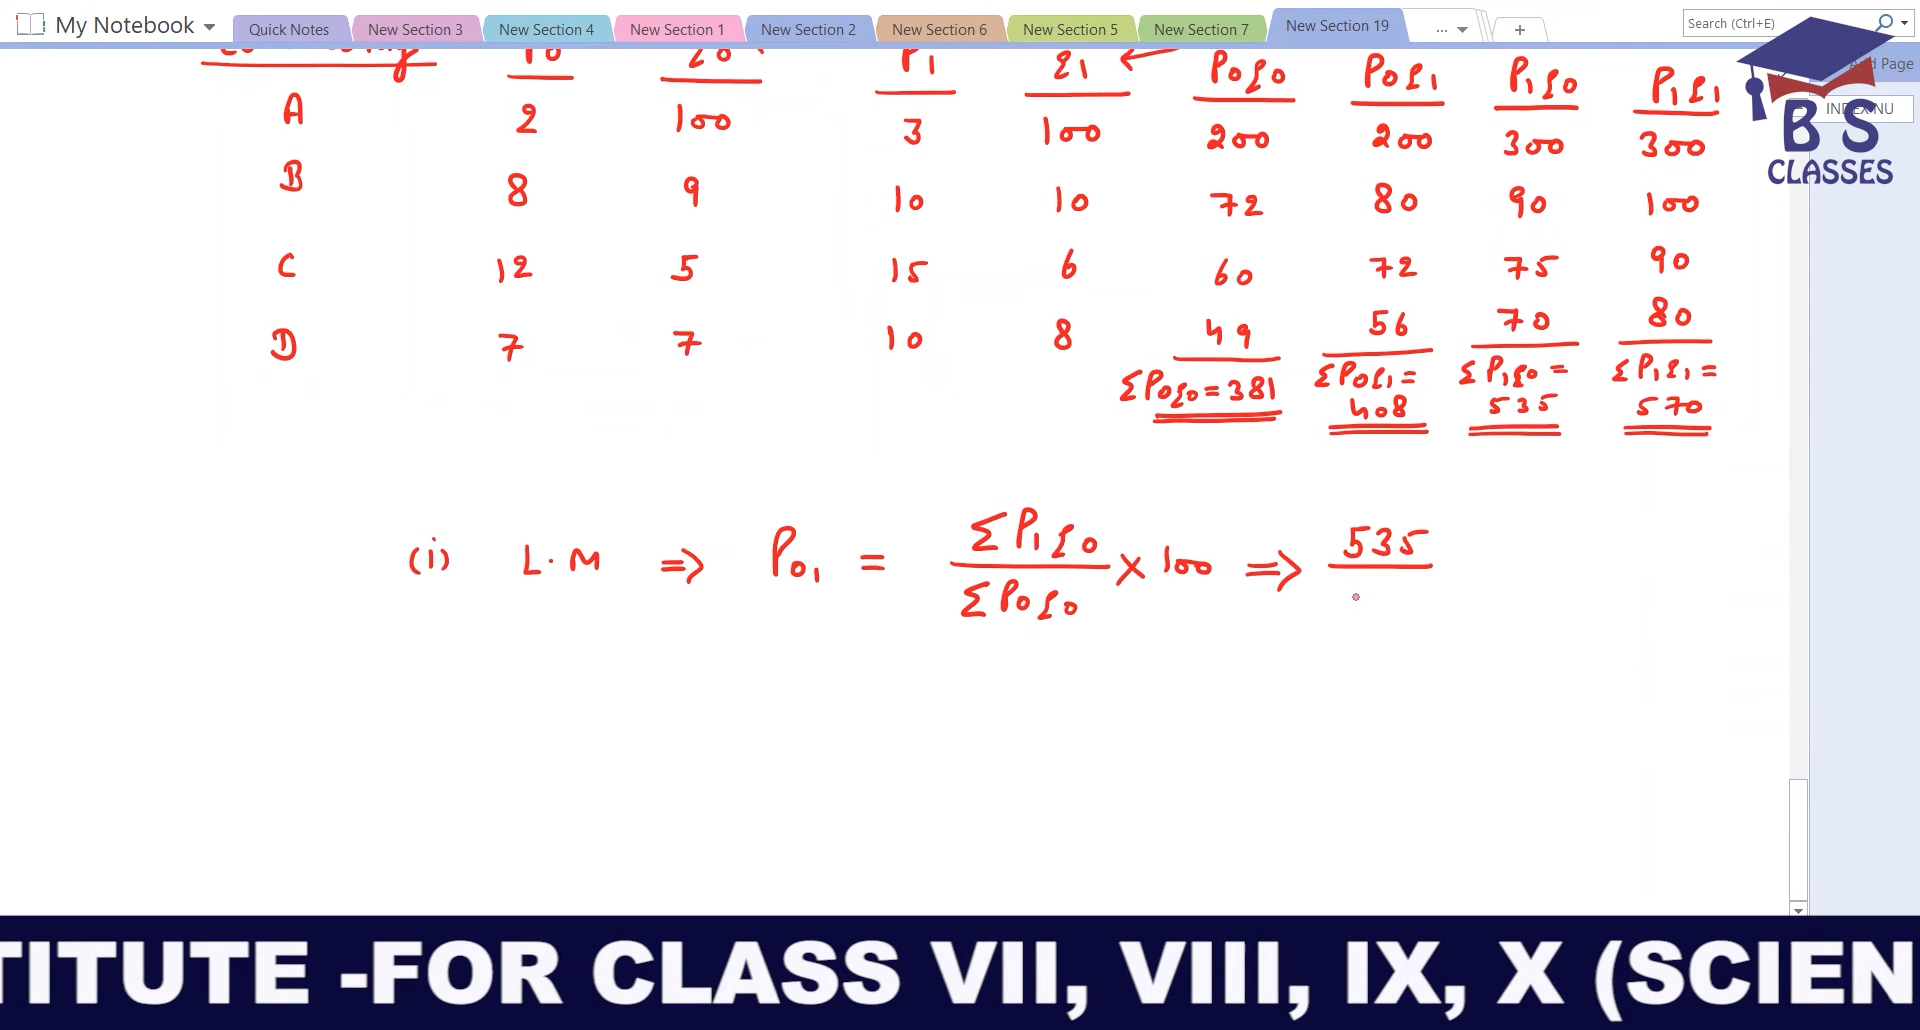 My Notebook
Quick Notes New Section 3 New Section 4 New Section 1 New Section 2 New Section 6 New Section 5 New Section 7 New Section 19 ... +
Search (Ctrl+E)
Page
INDEX NU
B S
CLASSES
P1 q1 P0q0 P0q1 P1q0 P1q1
A 2 100 3 100 200 200 300 300
B 8 9 10 10 72 80 90 100
C 12 5 15 6 60 72 75 90
D 7 7 10 8 49 56 70 80
ΣP0q0 = 381 ΣP0q1 = 408 ΣP1q0 = 535 ΣP1q1 = 570
(i) L.M ⇒ P01 = ΣP1q0 / ΣP0q0 × 100 ⇒ 535
TITUTE -FOR CLASS VII, VIII, IX, X (SCIEN